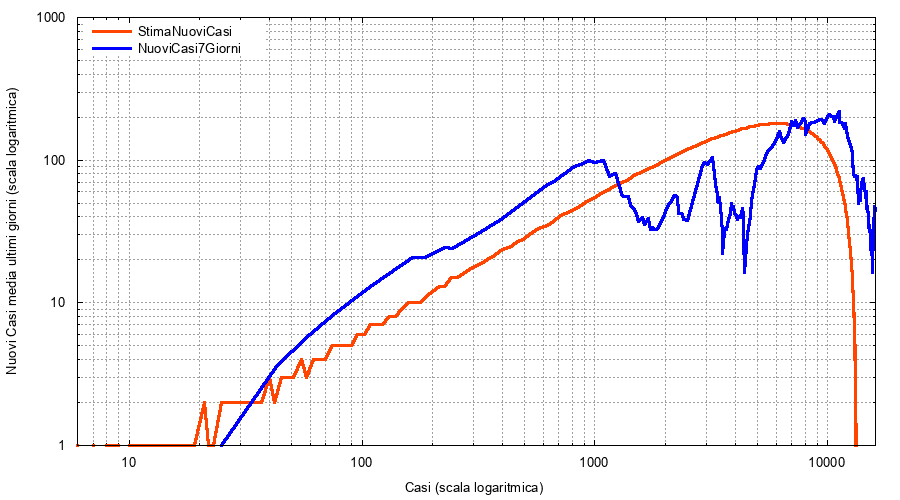 1000
StimaNuoviCasi
NuoviCasi7Giorni
100
10
1
10
100
1000
10000
Nuovi Casi media ultimi giorni (scala logaritmica)
Casi (scala logaritmica)